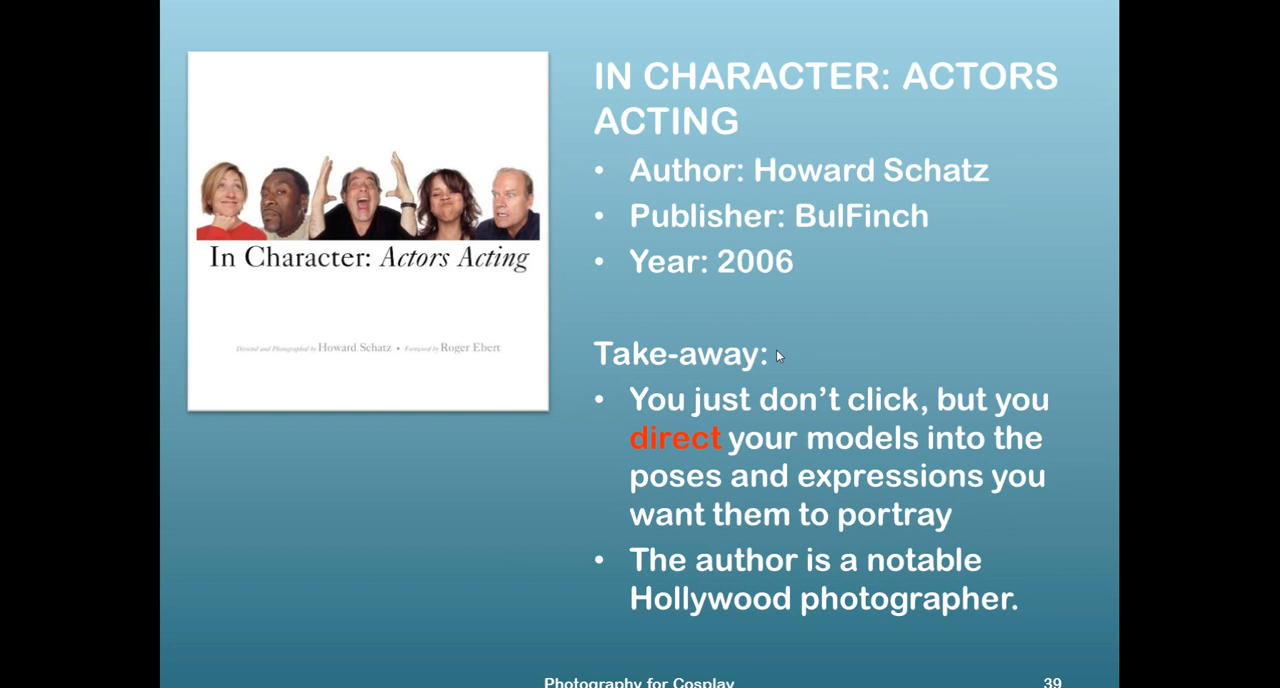 IN CHARACTER: ACTORS
ACTING
• Author: Howard Schatz
• Publisher: BulFinch
• Year: 2006
In Character: Actors Acting
Directed and Photographed by Howard Schatz • Foreword by Roger Ebert
Take-away:
• You just don’t click, but you
direct your models into the
poses and expressions you
want them to portray
• The author is a notable
Hollywood photographer.
Photography for Cosplay
39